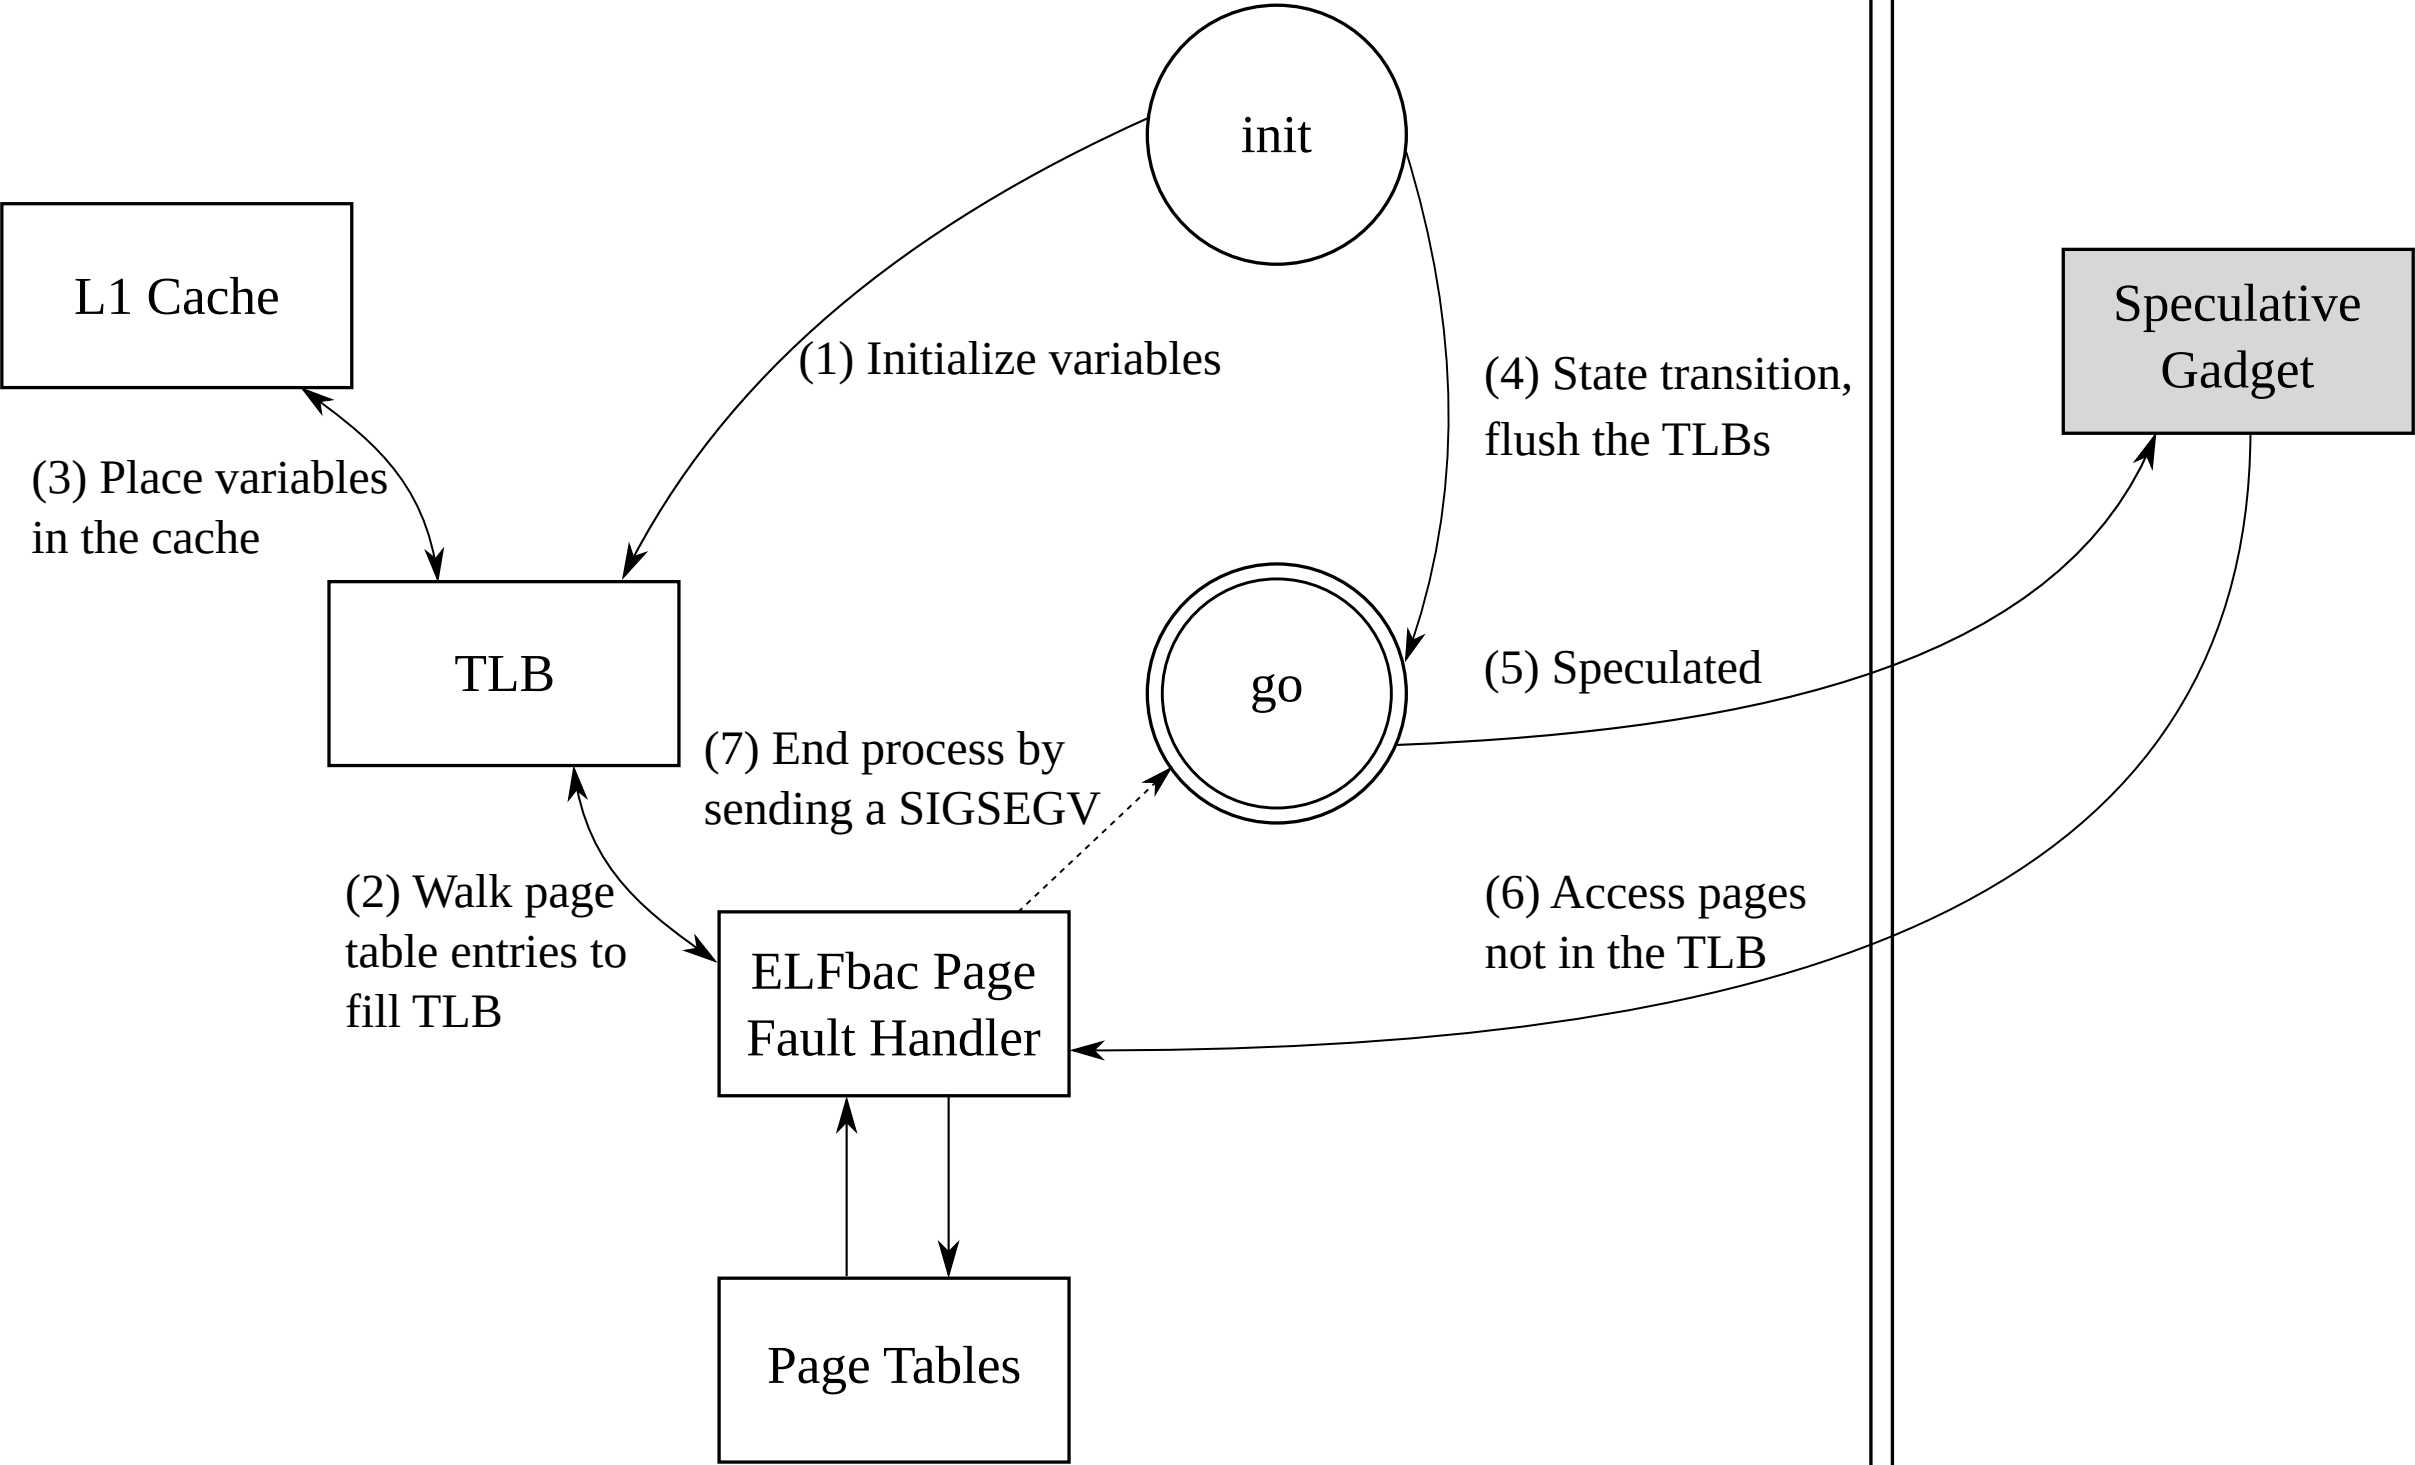 init
L1 Cache
Speculative
Gadget
(1) Initialize variables
(4) State transition,
flush the TLBs
(3) Place variables
in the cache
TLB
go
(5) Speculated
(7) End process by
sending a SIGSEGV
(2) Walk page
table entries to
fill TLB
(6) Access pages
not in the TLB
ELFbac Page
Fault Handler
Page Tables